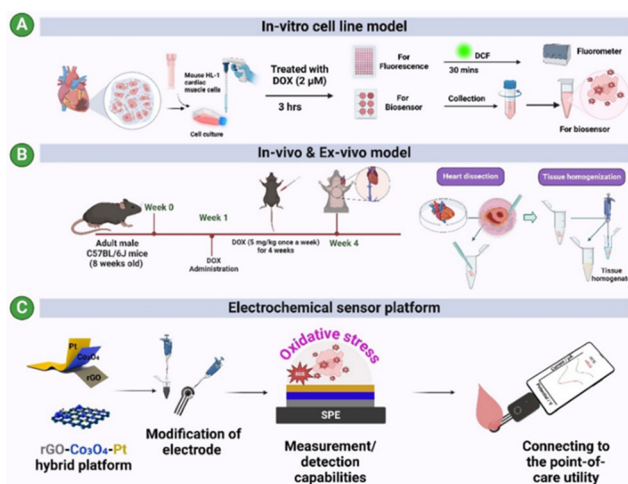 A
In-vitro cell line model
Mouse HL-1
cardiac
muscle cells
Cell culture
Treated with
DOX (2 μM)
3 hrs
For
Fluorescence
For
Biosensor
DCF
30 mins
Collection
Fluorometer
For biosensor
B
In-vivo & Ex-vivo model
Adult male
C57BL/6J mice
(8 weeks old)
Week 0
Week 1
DOX
Administration
DOX (5 mg/kg once a week)
for 4 weeks
Week 4
Heart dissection
Tissue homogenization
Tissue
homogenate
C
Electrochemical sensor platform
Pt
Co₃O₄
rGO
rGO-Co₃O₄-Pt
hybrid platform
Modification of
electrode
Oxidative stress
ROS
SPE
Measurement/
detection
capabilities
Connecting to
the point-of-
care utility